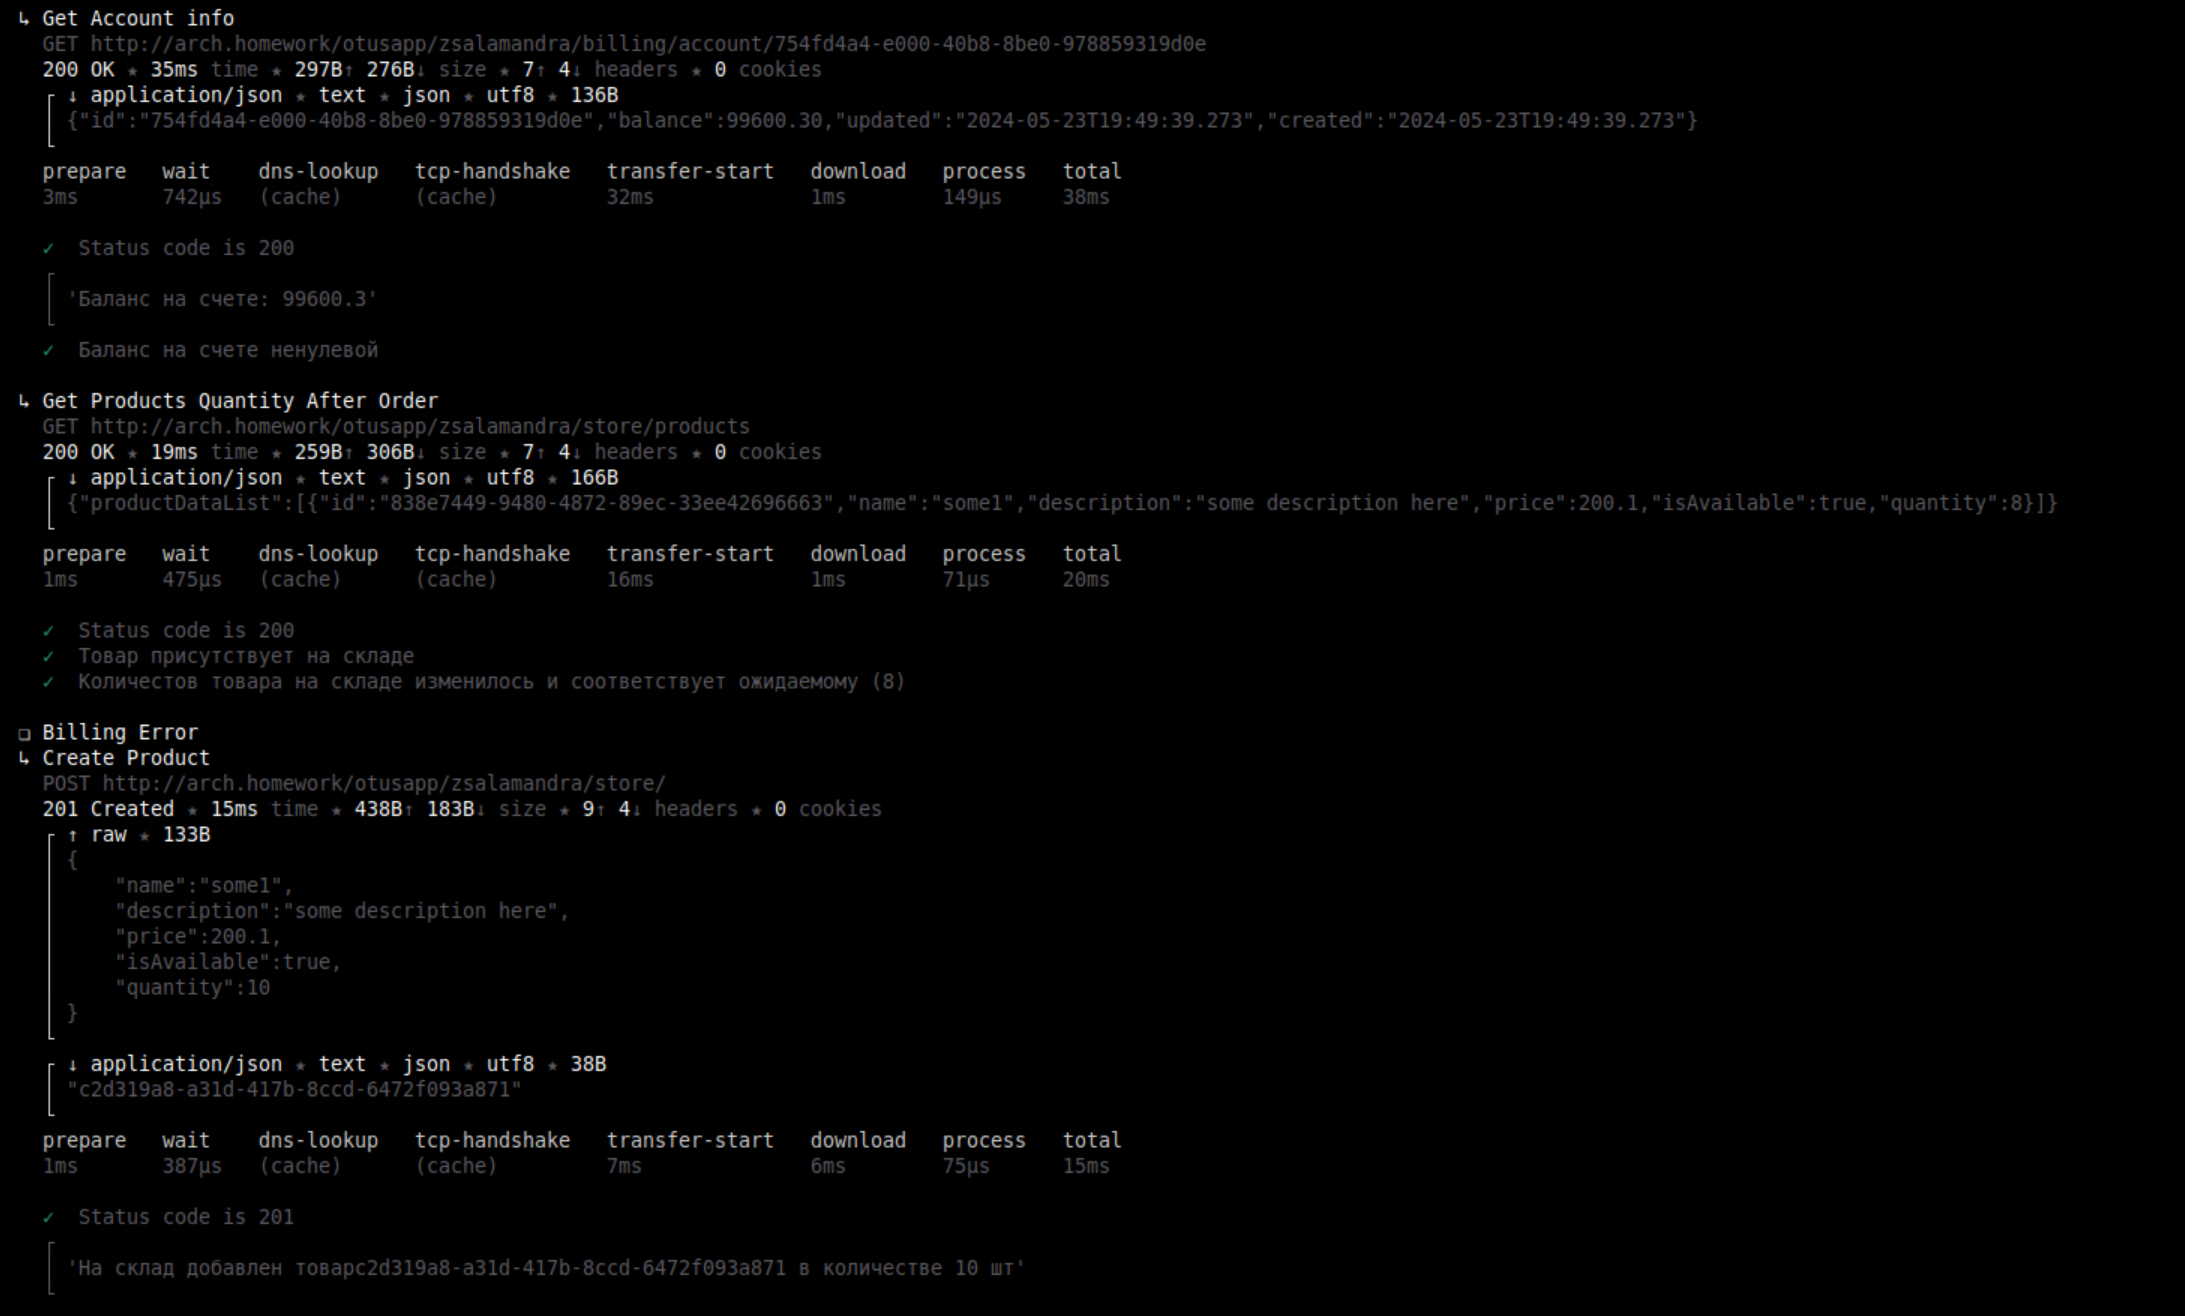 ↳ Get Account info
GET http://arch.homework/otusapp/zsalamandra/billing/account/754fd4a4-e000-40b8-8be0-978859319d0e
200 OK ★ 35ms time ★ 297B↑ 276B↓ size ★ 7↑ 4↓ headers ★ 0 cookies
↓ application/json ★ text ★ json ★ utf8 ★ 136B
{"id":"754fd4a4-e000-40b8-8be0-978859319d0e","balance":99600.30,"updated":"2024-05-23T19:49:39.273","created":"2024-05-23T19:49:39.273"}
prepare wait dns-lookup tcp-handshake transfer-start download process total
3ms 742µs (cache) (cache) 32ms 1ms 149µs 38ms
✓ Status code is 200
'Баланс на счете: 99600.3'
✓ Баланс на счете ненулевой
↳ Get Products Quantity After Order
GET http://arch.homework/otusapp/zsalamandra/store/products
200 OK ★ 19ms time ★ 259B↑ 306B↓ size ★ 7↑ 4↓ headers ★ 0 cookies
↓ application/json ★ text ★ json ★ utf8 ★ 166B
{"productDataList":[{"id":"838e7449-9480-4872-89ec-33ee42696663","name":"some1","description":"some description here","price":200.1,"isAvailable":true,"quantity":8}]}
prepare wait dns-lookup tcp-handshake transfer-start download process total
1ms 475µs (cache) (cache) 16ms 1ms 71µs 20ms
✓ Status code is 200
✓ Товар присутствует на складе
✓ Количестов товара на складе изменилось и соответствует ожидаемому (8)
❏ Billing Error
↳ Create Product
POST http://arch.homework/otusapp/zsalamandra/store/
201 Created ★ 15ms time ★ 438B↑ 183B↓ size ★ 9↑ 4↓ headers ★ 0 cookies
↑ raw ★ 133B
{
"name":"some1",
"description":"some description here",
"price":200.1,
"isAvailable":true,
"quantity":10
}
↓ application/json ★ text ★ json ★ utf8 ★ 38B
"c2d319a8-a31d-417b-8ccd-6472f093a871"
prepare wait dns-lookup tcp-handshake transfer-start download process total
1ms 387µs (cache) (cache) 7ms 6ms 75µs 15ms
✓ Status code is 201
'На склад добавлен товарc2d319a8-a31d-417b-8ccd-6472f093a871 в количестве 10 шт'